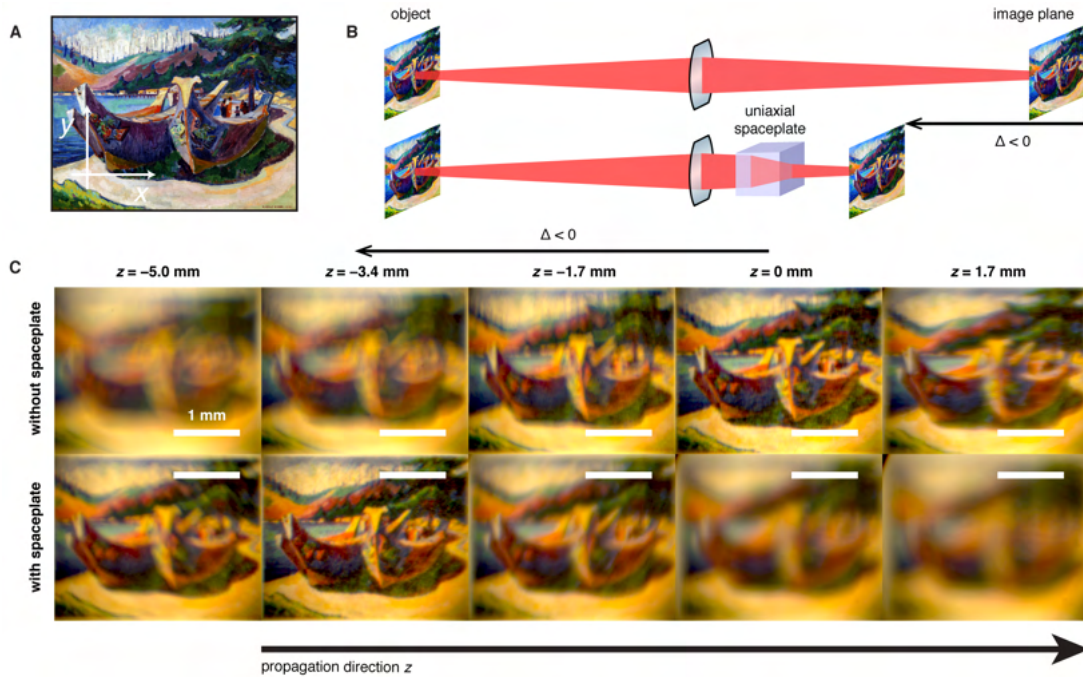 A
y
x
B
object
image plane
uniaxial
spaceplate
Δ < 0
Δ < 0
C
z = −5.0 mm
z = −3.4 mm
z = −1.7 mm
z = 0 mm
z = 1.7 mm
without spaceplate
1 mm
with spaceplate
propagation direction z